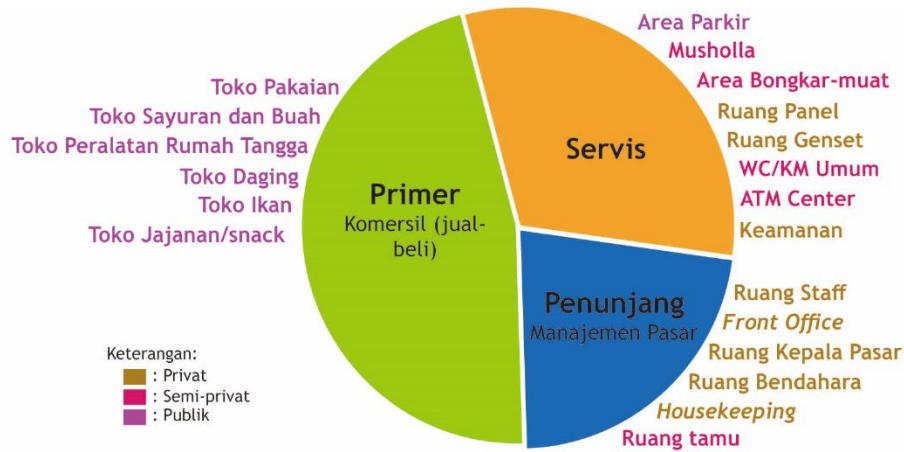 Toko Pakaian
Toko Sayuran dan Buah
Toko Peralatan Rumah Tangga
Toko Daging
Toko Ikan
Toko Jajanan/snack
Primer
Komersil (jual-
beli)
Servis
Area Parkir
Musholla
Area Bongkar-muat
Ruang Panel
Ruang Genset
WC/KM Umum
ATM Center
Keamanan
Penunjang
Manajemen Pasar
Ruang Staff
Front Office
Ruang Kepala Pasar
Ruang Bendahara
Housekeeping
Ruang tamu
Keterangan:
: Privat
: Semi-privat
: Publik